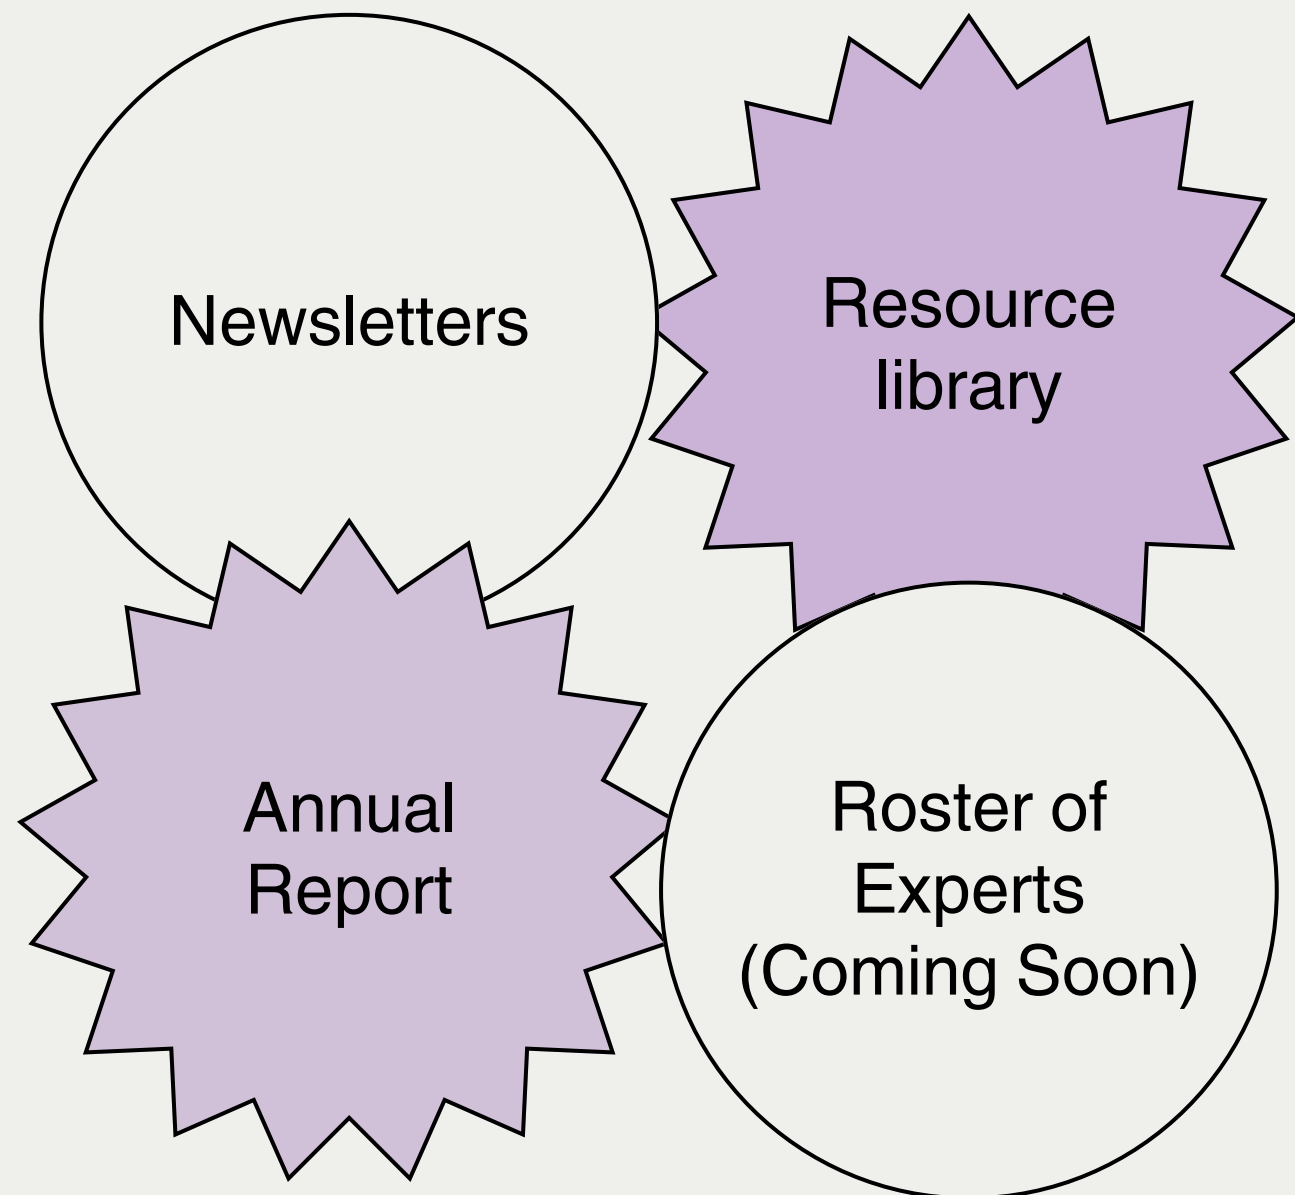 Newsletters
Resource
library
Annual
Report
Roster of
Experts
(Coming Soon)